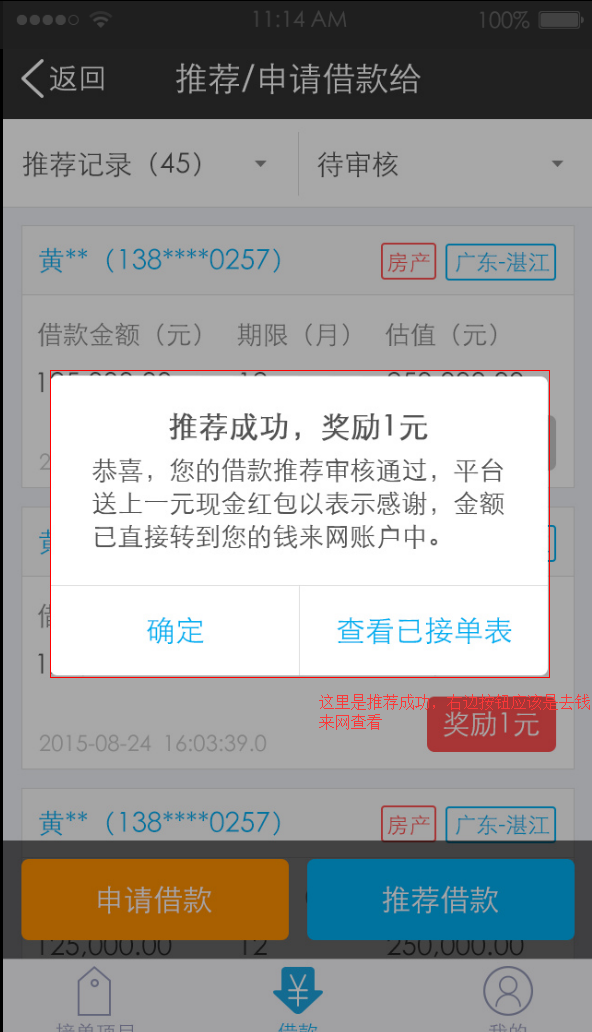 11:14 AM 100%
返回 推荐/申请借款给
推荐记录（45） 待审核
黄**（138****0257） 房产 广东-湛江
借款金额（元） 期限（月） 估值（元）
推荐成功，奖励1元
恭喜，您的借款推荐审核通过，平台
送上一元现金红包以表示感谢，金额
已直接转到您的钱来网账户中。
确定 查看已接单表
这里是推荐成功，右边按钮应该是去钱
来网查看
奖励1元
2015-08-24 16:03:39.0
黄**（138****0257） 房产 广东-湛江
申请借款 推荐借款
125,000.00 12 250,000.00
接单项目 借款 我的